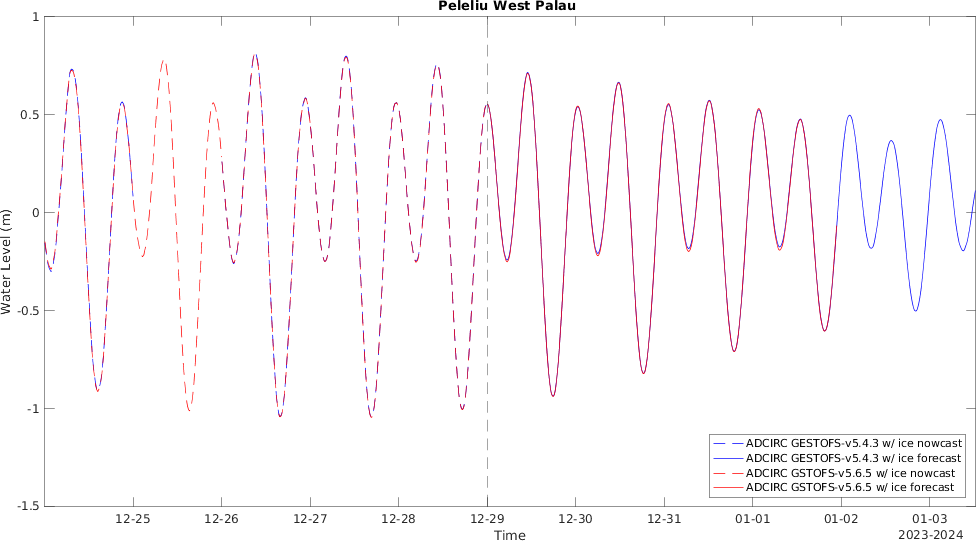 Peleliu West Palau
1
0.5
0
-0.5
-1
-1.5
Water Level (m)
12-25 12-26 12-27 12-28 12-29 12-30 12-31 01-01 01-02 01-03
Time
2023-2024
ADCIRC GESTOFS-v5.4.3 w/ ice nowcast
ADCIRC GESTOFS-v5.4.3 w/ ice forecast
ADCIRC GSTOFS-v5.6.5 w/ ice nowcast
ADCIRC GSTOFS-v5.6.5 w/ ice forecast